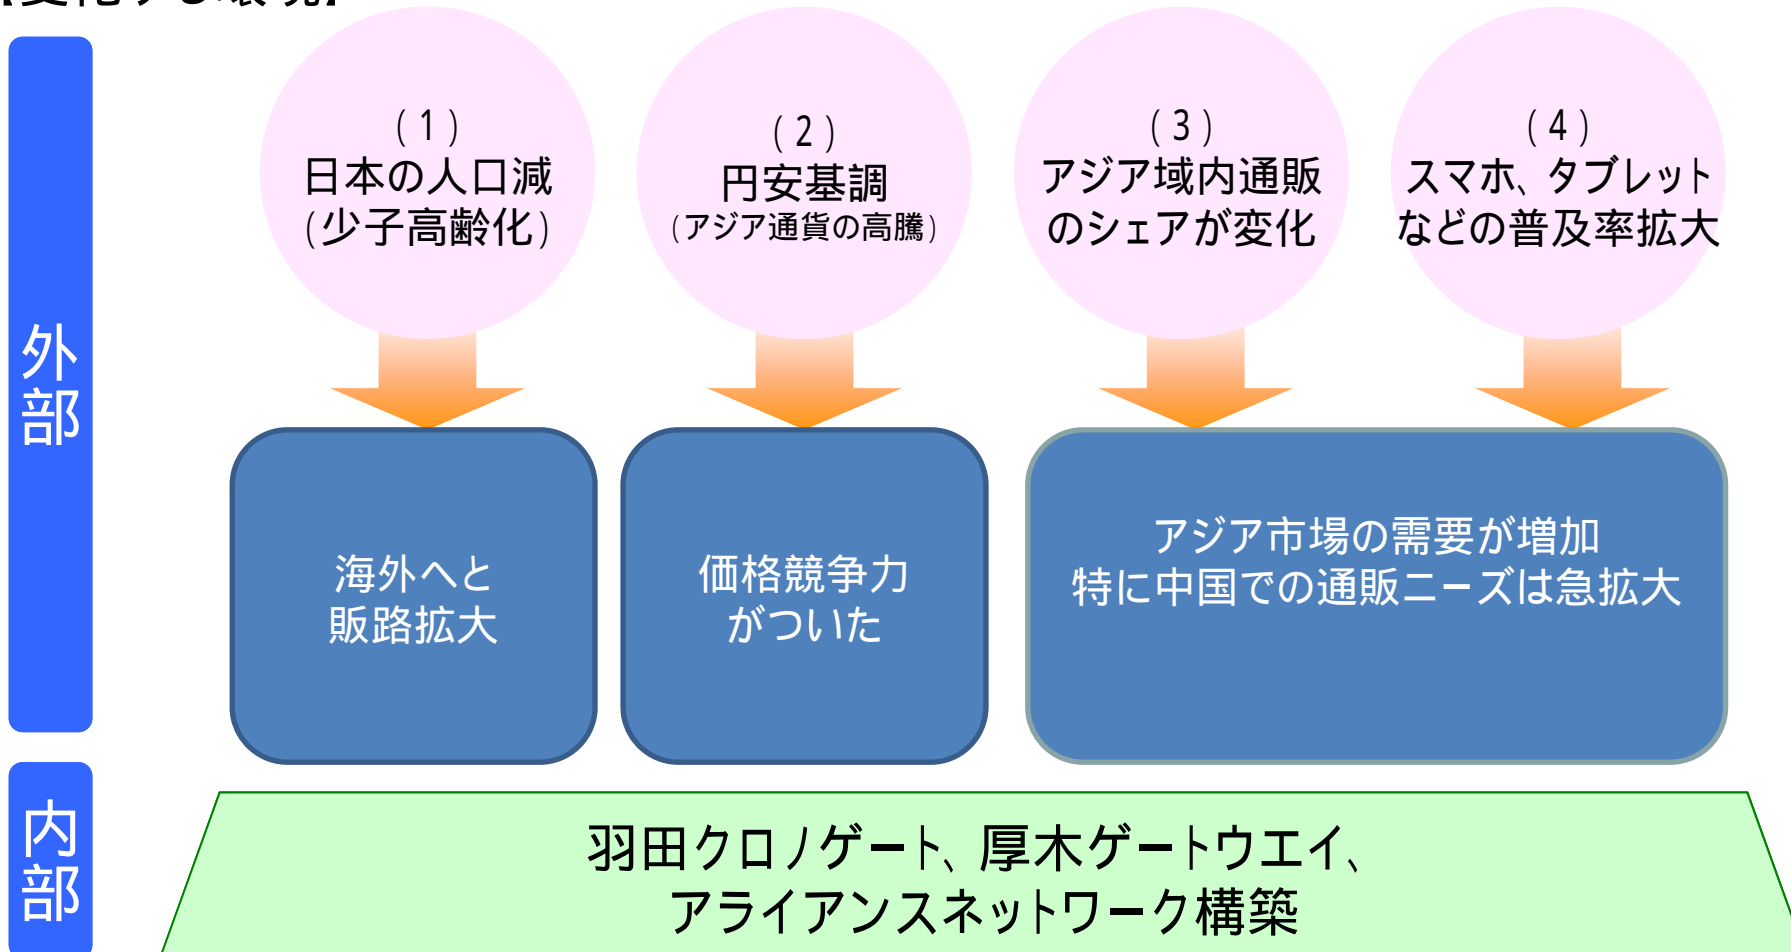 【変化する環境】
外部
(1)
日本の人口減
(少子高齢化)
(2)
円安基調
(アジア通貨の高騰)
(3)
アジア域内通販
のシェアが変化
(4)
スマホ、タブレット
などの普及率拡大
海外へと
販路拡大
価格競争力
がついた
アジア市場の需要が増加
特に中国での通販ニーズは急拡大
内部
羽田クロノゲート、厚木ゲートウエイ、
アライアンスネットワーク構築